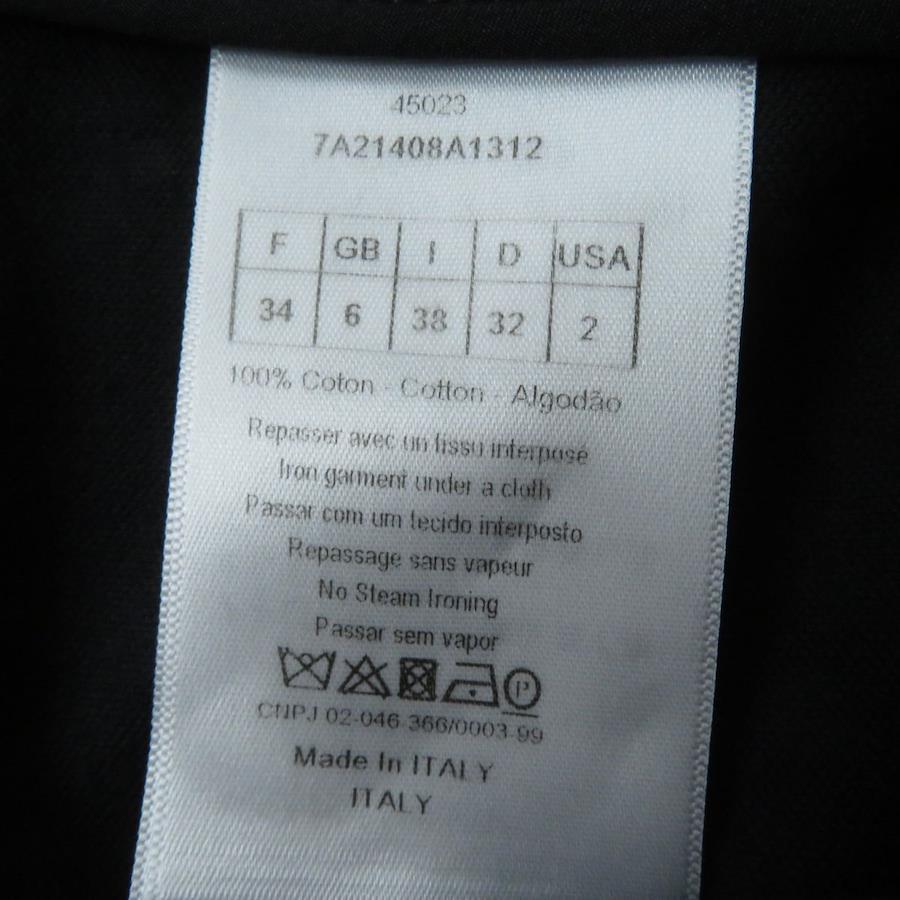 45023
7A21408A1312
F GB I D USA
34 6 38 32 2
100% Coton - Cotton - Algodão
Repasser avec un tissu interposé
Iron garment under a cloth
Passar com um tecido interposto
Repassage sans vapeur
No Steam Ironing
Passar sem vapor
P
CNPJ 02-046 366/0003-99
Made In ITALY
ITALY